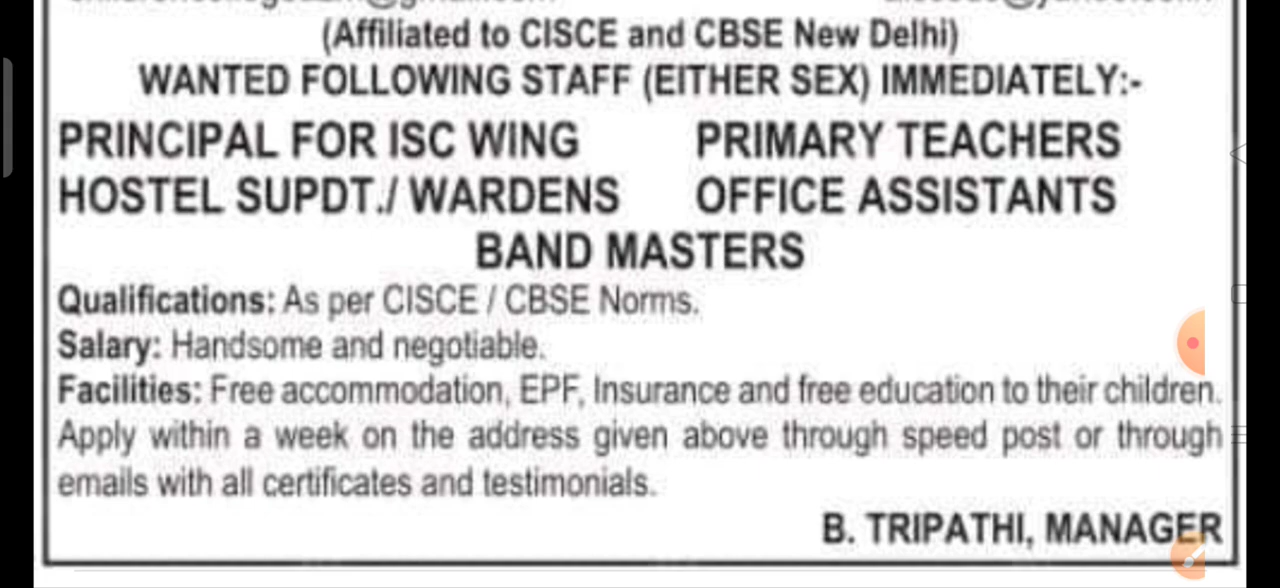 (Affiliated to CISCE and CBSE New Delhi)
WANTED FOLLOWING STAFF (EITHER SEX) IMMEDIATELY:-
PRINCIPAL FOR ISC WING PRIMARY TEACHERS
HOSTEL SUPDT./ WARDENS OFFICE ASSISTANTS
BAND MASTERS
Qualifications: As per CISCE / CBSE Norms.
Salary: Handsome and negotiable.
Facilities: Free accommodation, EPF, Insurance and free education to their children.
Apply within a week on the address given above through speed post or through
emails with all certificates and testimonials.
B. TRIPATHI, MANAGER